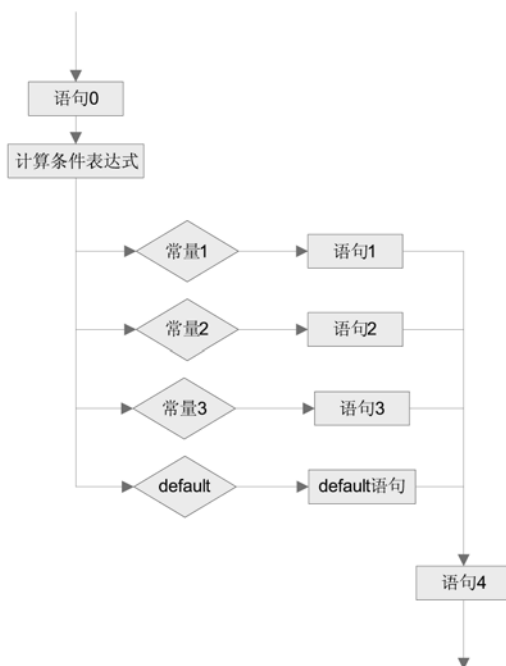 语句0
计算条件表达式
常量1
语句1
常量2
语句2
常量3
语句3
default
default语句
语句4